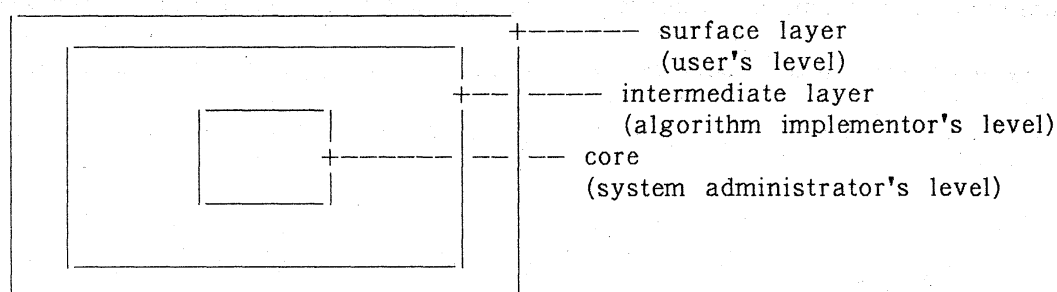 surface layer
(user's level)
intermediate layer
(algorithm implementor's level)
core
(system administrator's level)